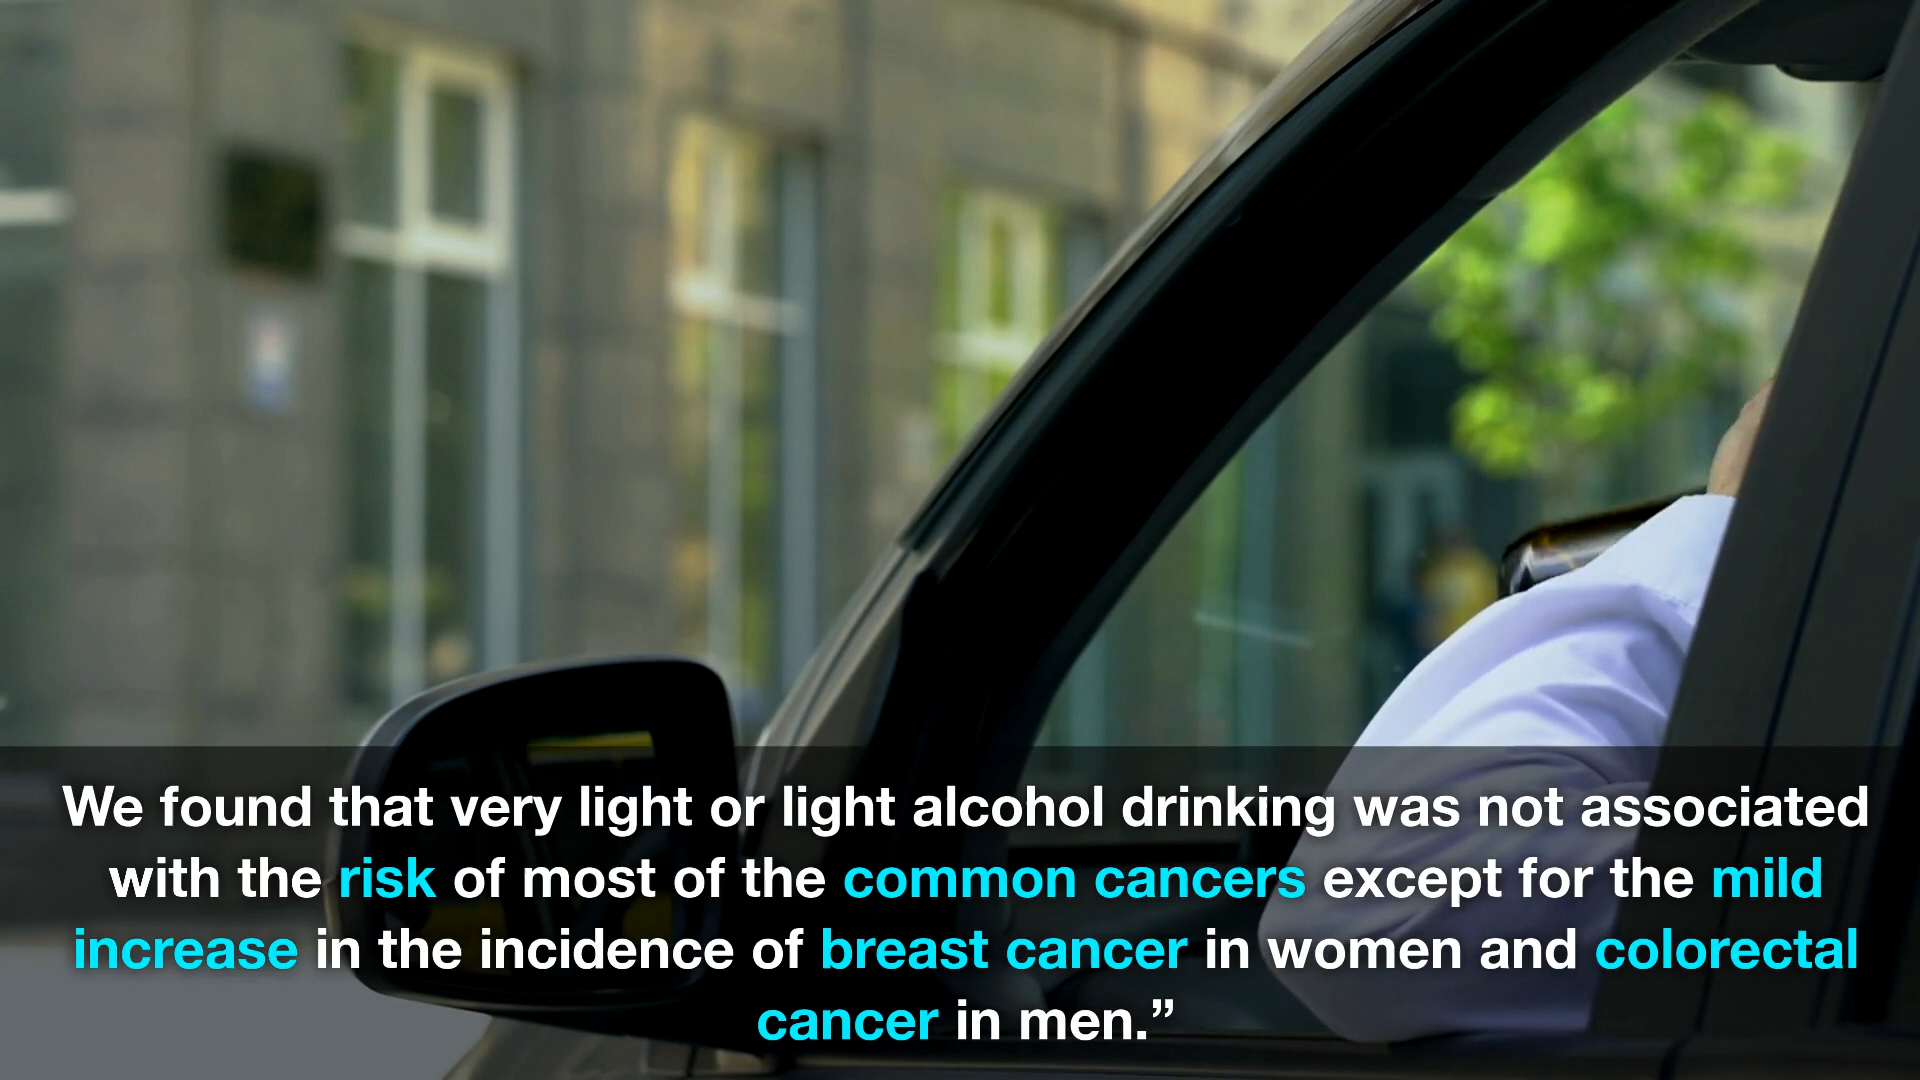 We found that very light or light alcohol drinking was not associated
with the risk of most of the common cancers except for the mild
increase in the incidence of breast cancer in women and colorectal
cancer in men.”